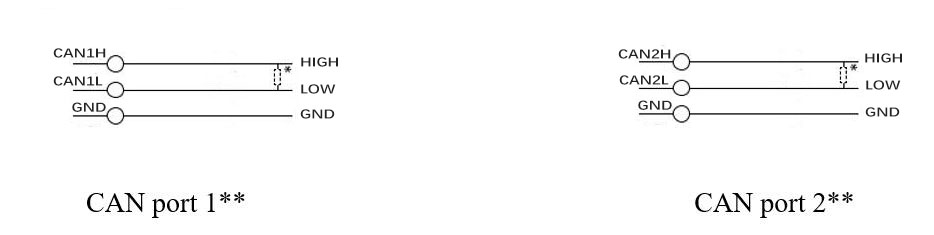 CAN1H HIGH
*
CAN1L LOW
GND GND
CAN port 1**
CAN2H HIGH
*
CAN2L LOW
GND GND
CAN port 2**